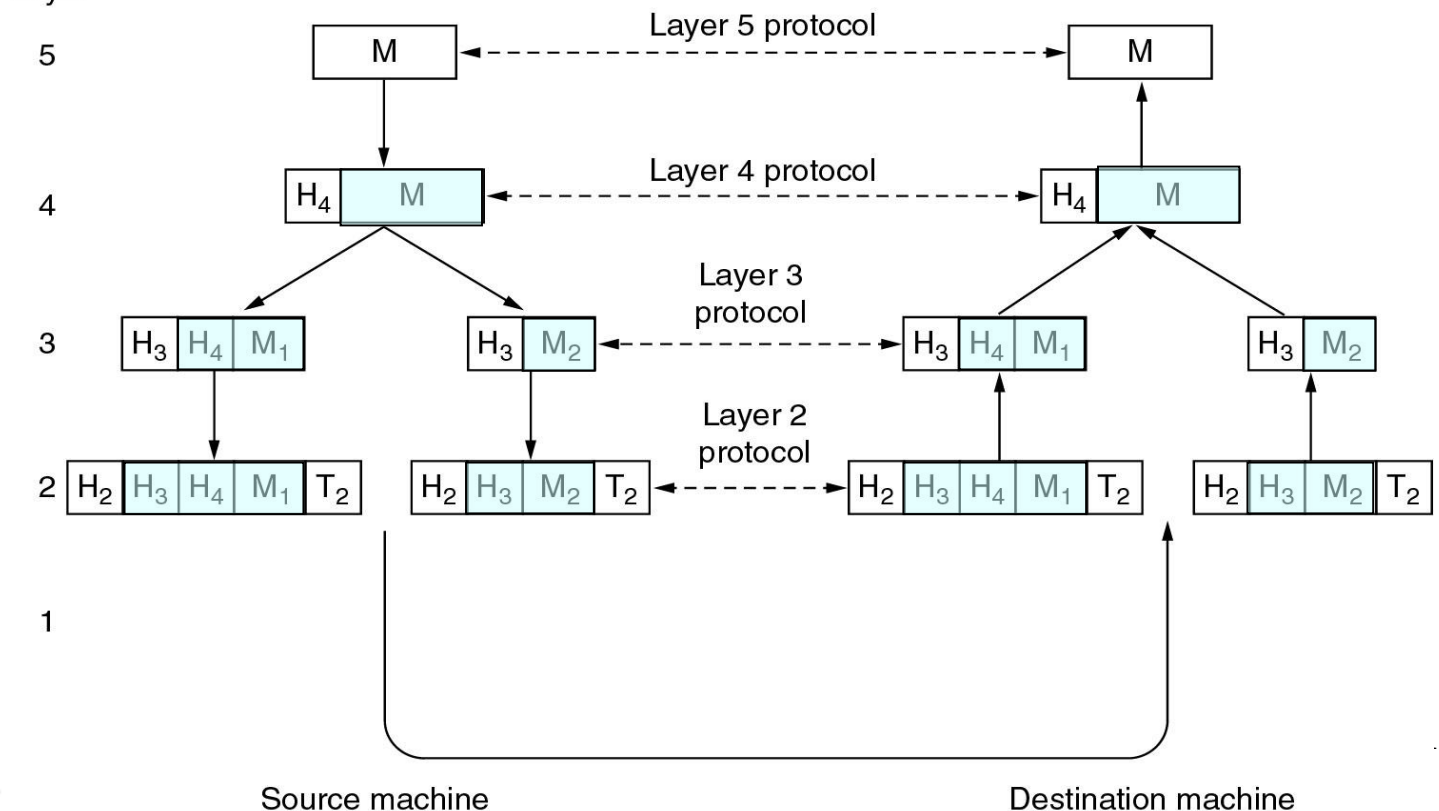 Layer 5 protocol
5 M M
Layer 4 protocol
4 H₄ M H₄ M
Layer 3
protocol
3 H₃ H₄ M₁ H₃ M₂ H₃ H₄ M₁ H₃ M₂
Layer 2
protocol
2 H₂ H₃ H₄ M₁ T₂ H₂ H₃ M₂ T₂ H₂ H₃ H₄ M₁ T₂ H₂ H₃ M₂ T₂
1
Source machine Destination machine